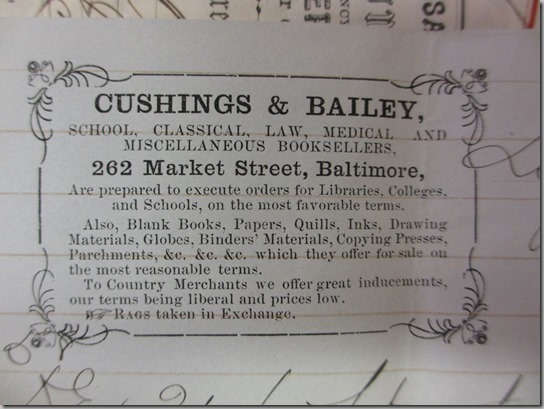 CUSHINGS & BAILEY,
SCHOOL, CLASSICAL, LAW, MEDICAL AND
MISCELLANEOUS BOOKSELLERS,
262 Market Street, Baltimore,
Are prepared to execute orders for Libraries, Colleges,
and Schools, on the most favorable terms.
Also, Blank Books, Papers, Quills, Inks, Drawing
Materials, Globes, Binders' Materials, Copying Presses,
Parchments, &c. &c. &c. which they offer for sale on
the most reasonable terms.
To Country Merchants we offer great inducements,
our terms being liberal and prices low.
☞ RAGS taken in Exchange.